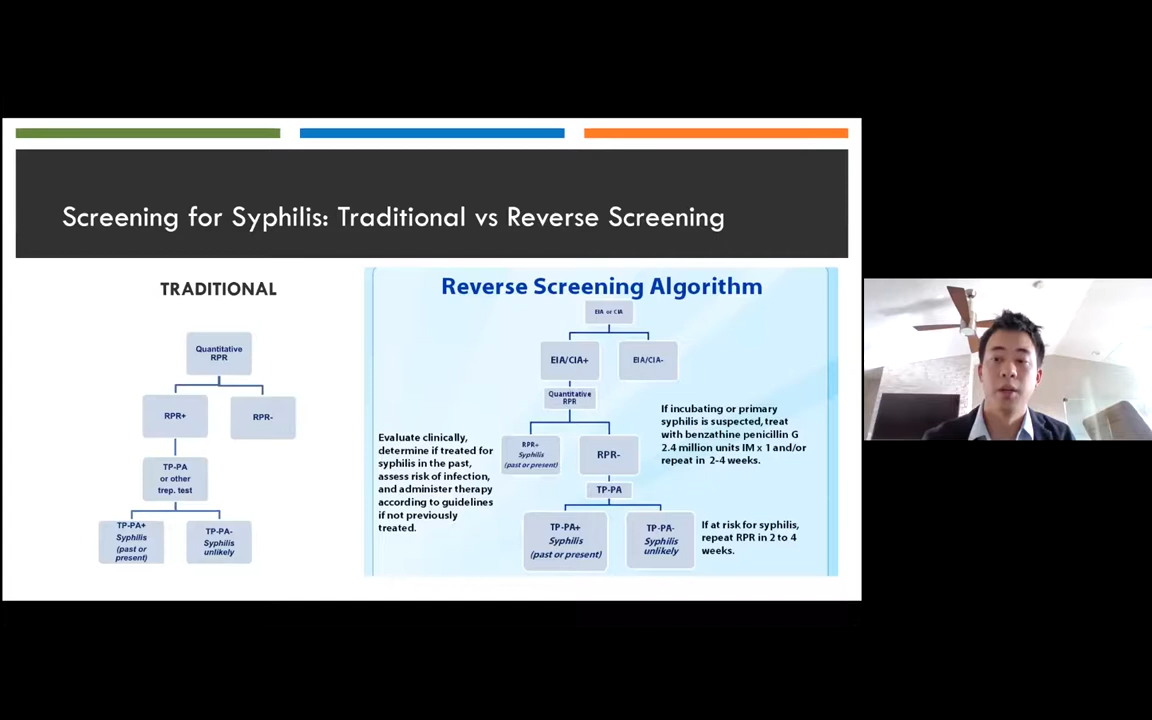 Screening for Syphilis: Traditional vs Reverse Screening
TRADITIONAL
Quantitative
RPR
RPR+
RPR-
TP-PA
or other
trep. test
TP-PA+
Syphilis
(past or
present)
TP-PA-
Syphilis
unlikely
Reverse Screening Algorithm
EIA or CIA
EIA/CIA+
EIA/CIA-
Quantitative
RPR
RPR+
Syphilis
(past or present)
RPR-
TP-PA
TP-PA+
Syphilis
(past or present)
TP-PA-
Syphilis
unlikely
Evaluate clinically,
determine if treated for
syphilis in the past,
assess risk of infection,
and administer therapy
according to guidelines
if not previously
treated.
If incubating or primary
syphilis is suspected, treat
with benzathine penicillin G
2.4 million units IM x 1 and/or
repeat in 2-4 weeks.
If at risk for syphilis,
repeat RPR in 2 to 4
weeks.